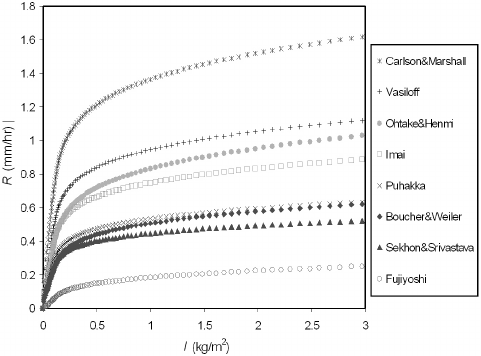 1.8
1.6
1.4
1.2
1
0.8
0.6
0.4
0.2
0
R (mm/hr) |
0 0.5 1 1.5 2 2.5 3
I (kg/m²)
Carlson&Marshall
Vasiloff
Ohtake&Henmi
Imai
Puhakka
Boucher&Weiler
Sekhon&Srivastava
Fujiyoshi